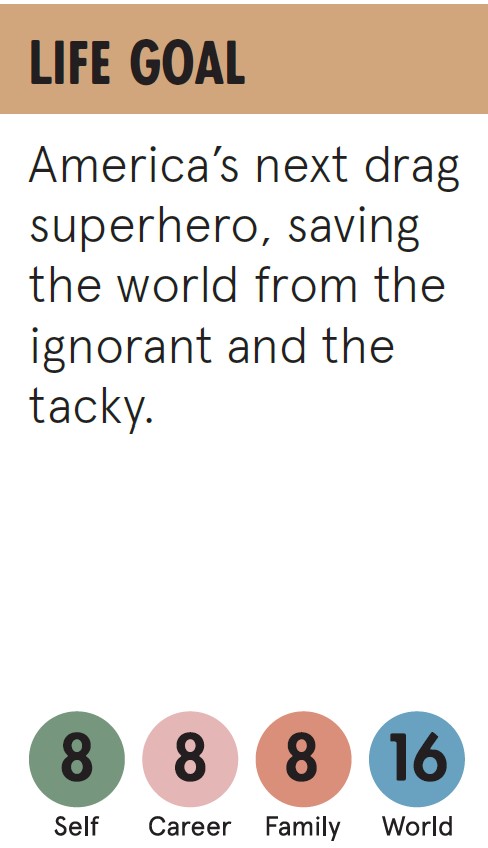 LIFE GOAL
America’s next drag
superhero, saving
the world from the
ignorant and the
tacky.
8 8 8 16
Self Career Family World